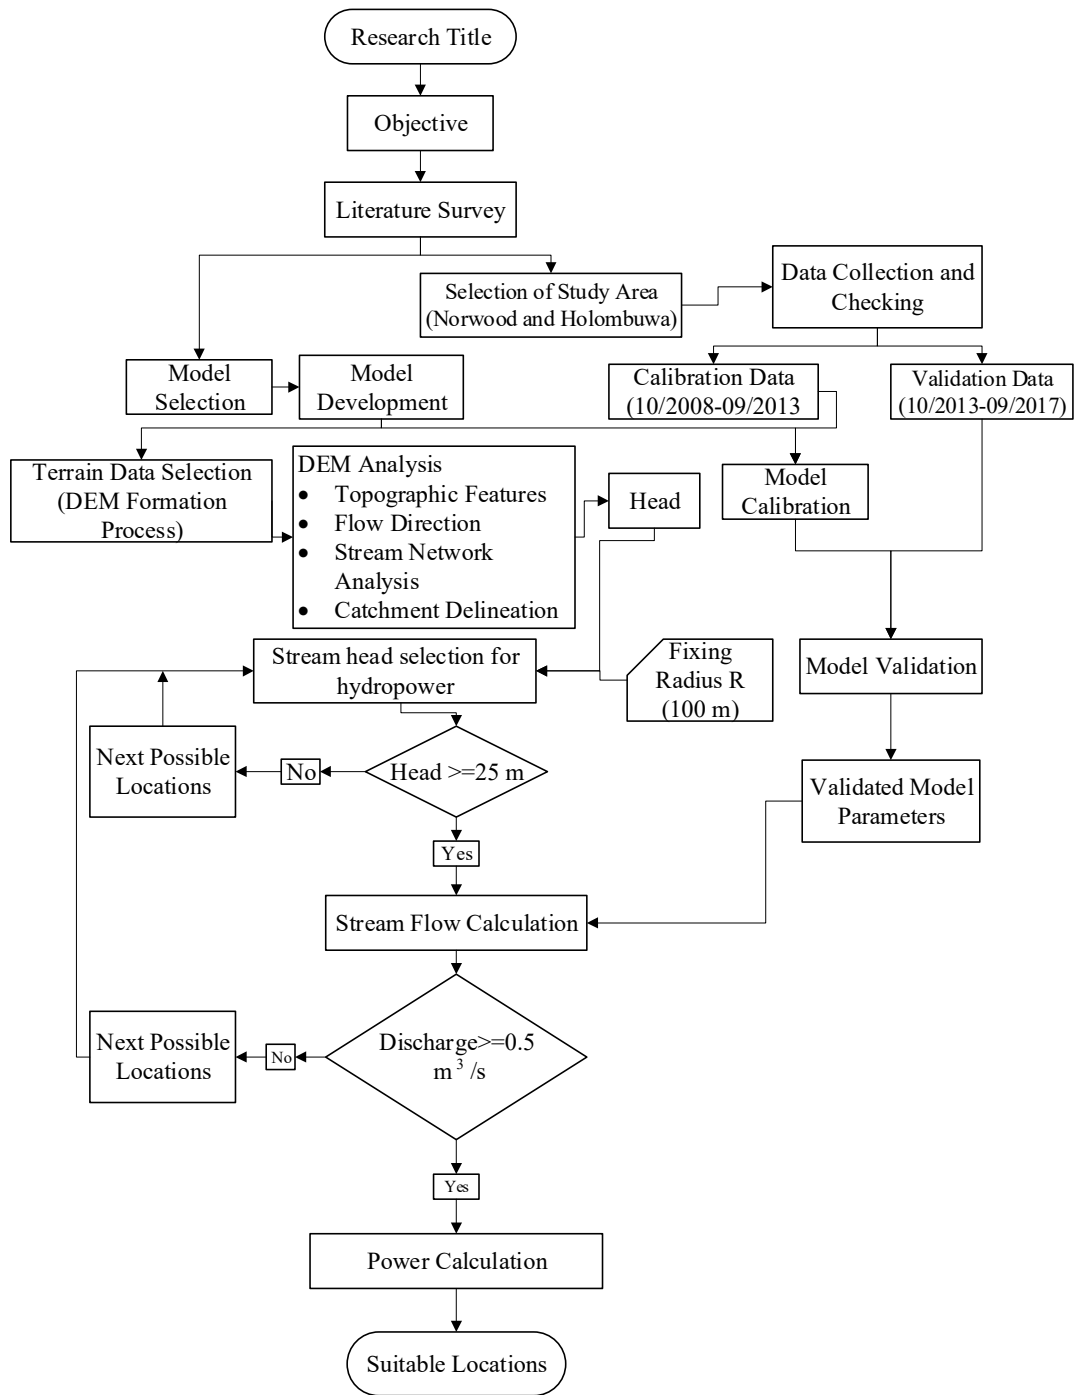 Research Title
Objective
Literature Survey
Selection of Study Area
(Norwood and Holombuwa)
Data Collection and
Checking
Model
Selection
Model
Development
Calibration Data
(10/2008-09/2013
Validation Data
(10/2013-09/2017)
Terrain Data Selection
(DEM Formation
Process)
DEM Analysis
● Topographic Features
● Flow Direction
● Stream Network
Analysis
● Catchment Delineation
Head
Model
Calibration
Stream head selection for
hydropower
Fixing
Radius R
(100 m)
Model Validation
Next Possible
Locations
No
Head >=25 m
Validated Model
Parameters
Yes
Stream Flow Calculation
Next Possible
Locations
No
Discharge>=0.5
m³ /s
Yes
Power Calculation
Suitable Locations